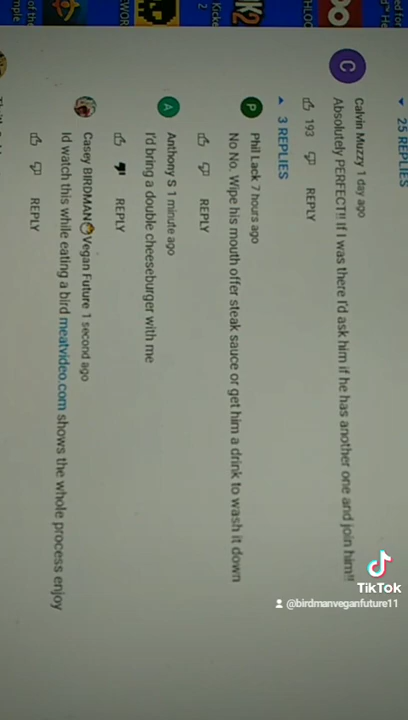 25 REPLIES
C
Calvin Muzzy 1 day ago
Absolutely PERFECT!! If I was there I'd ask him if he has another one and join him!!
193 REPLY
3 REPLIES
P
Phil Lack 7 hours ago
No No. Wipe his mouth offer steak sauce or get him a drink to wash it down
REPLY
A
Anthony S 1 minute ago
I'd bring a double cheeseburger with me
REPLY
Casey BIRDMAN Vegan Future 1 second ago
Id watch this while eating a bird meatvideo.com shows the whole process enjoy
REPLY
TikTok
@birdmanveganfuture11